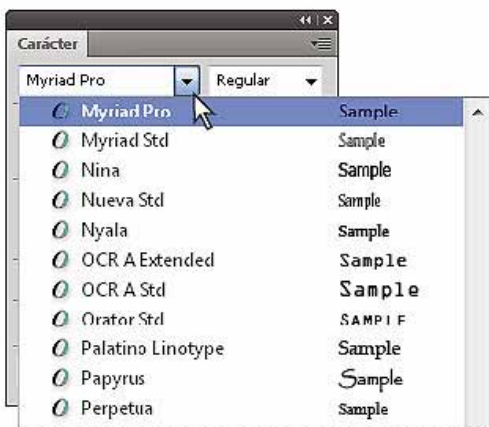 Carácter
Myriad Pro Regular
Myriad Pro Sample
Myriad Std Sample
Nina Sample
Nueva Std Sample
Nyala Sample
OCR A Extended Sample
OCR A Std Sample
Orator Std SAMPLE
Palatino Linotype Sample
Papyrus Sample
Perpetua Sample